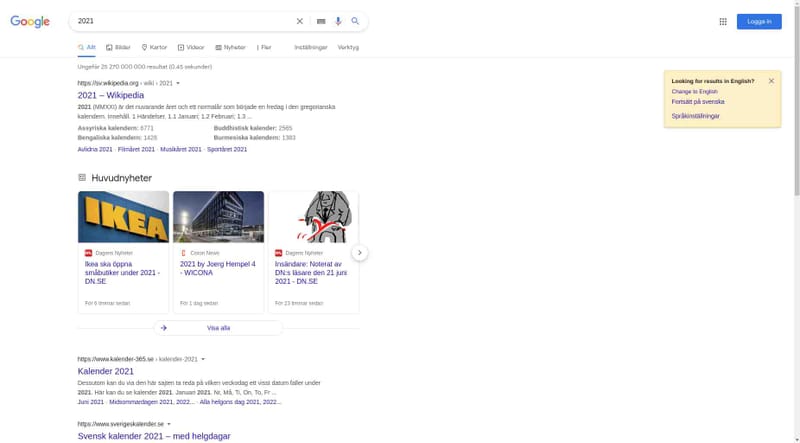 Google
2021
Logga in
Allt
Bilder
Kartor
Videor
Nyheter
Fler
Inställningar
Verktyg
Ungefär 25 270 000 000 resultat (0,45 sekunder)
https://sv.wikipedia.org › wiki › 2021
2021 – Wikipedia
2021 (MMXXI) är det nuvarande året och ett normalår som började en fredag i den gregorianska
kalendern. Innehåll. 1 Händelser. 1.1 Januari; 1.2 Februari; 1.3 ...
Assyriska kalendern: 6771
Buddhistisk kalender: 2565
Bengaliska kalendern: 1428
Burmesiska kalendern: 1383
Avlidna 2021 · Filmåret 2021 · Musikåret 2021 · Sportåret 2021
Looking for results in English?
Change to English
Fortsätt på svenska
Språkinställningar
Huvudnyheter
IKEA
DN. Dagens Nyheter
Ikea ska öppna
småbutiker under 2021 -
DN.SE
För 6 timmar sedan
Cision News
2021 by Joerg Hempel 4
- WICONA
För 1 dag sedan
DN. Dagens Nyheter
Insändare: Noterat av
DN:s läsare den 21 juni
2021 - DN.SE
För 23 timmar sedan
Visa alla
https://www.kalender-365.se › kalender-2021
Kalender 2021
Dessutom kan du via den här sajten ta reda på vilken veckodag ett visst datum faller under
2021. Här kan du se kalender 2021. Januari 2021. Nr, Må, Ti, On, To, Fr ...
Juni 2021 · Midsommardagen 2021, 2022... · Alla helgons dag 2021, 2022...
https://www.sverigeskalender.se
Svensk kalender 2021 – med helgdagar